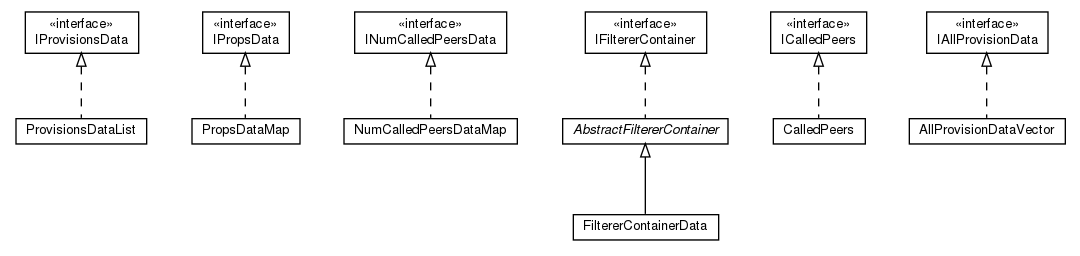 «interface»
IProvisionsData
«interface»
IPropsData
«interface»
INumCalledPeersData
«interface»
IFiltererContainer
«interface»
ICalledPeers
«interface»
IAllProvisionData
ProvisionsDataList
PropsDataMap
NumCalledPeersDataMap
AbstractFiltererContainer
CalledPeers
AllProvisionDataVector
FiltererContainerData